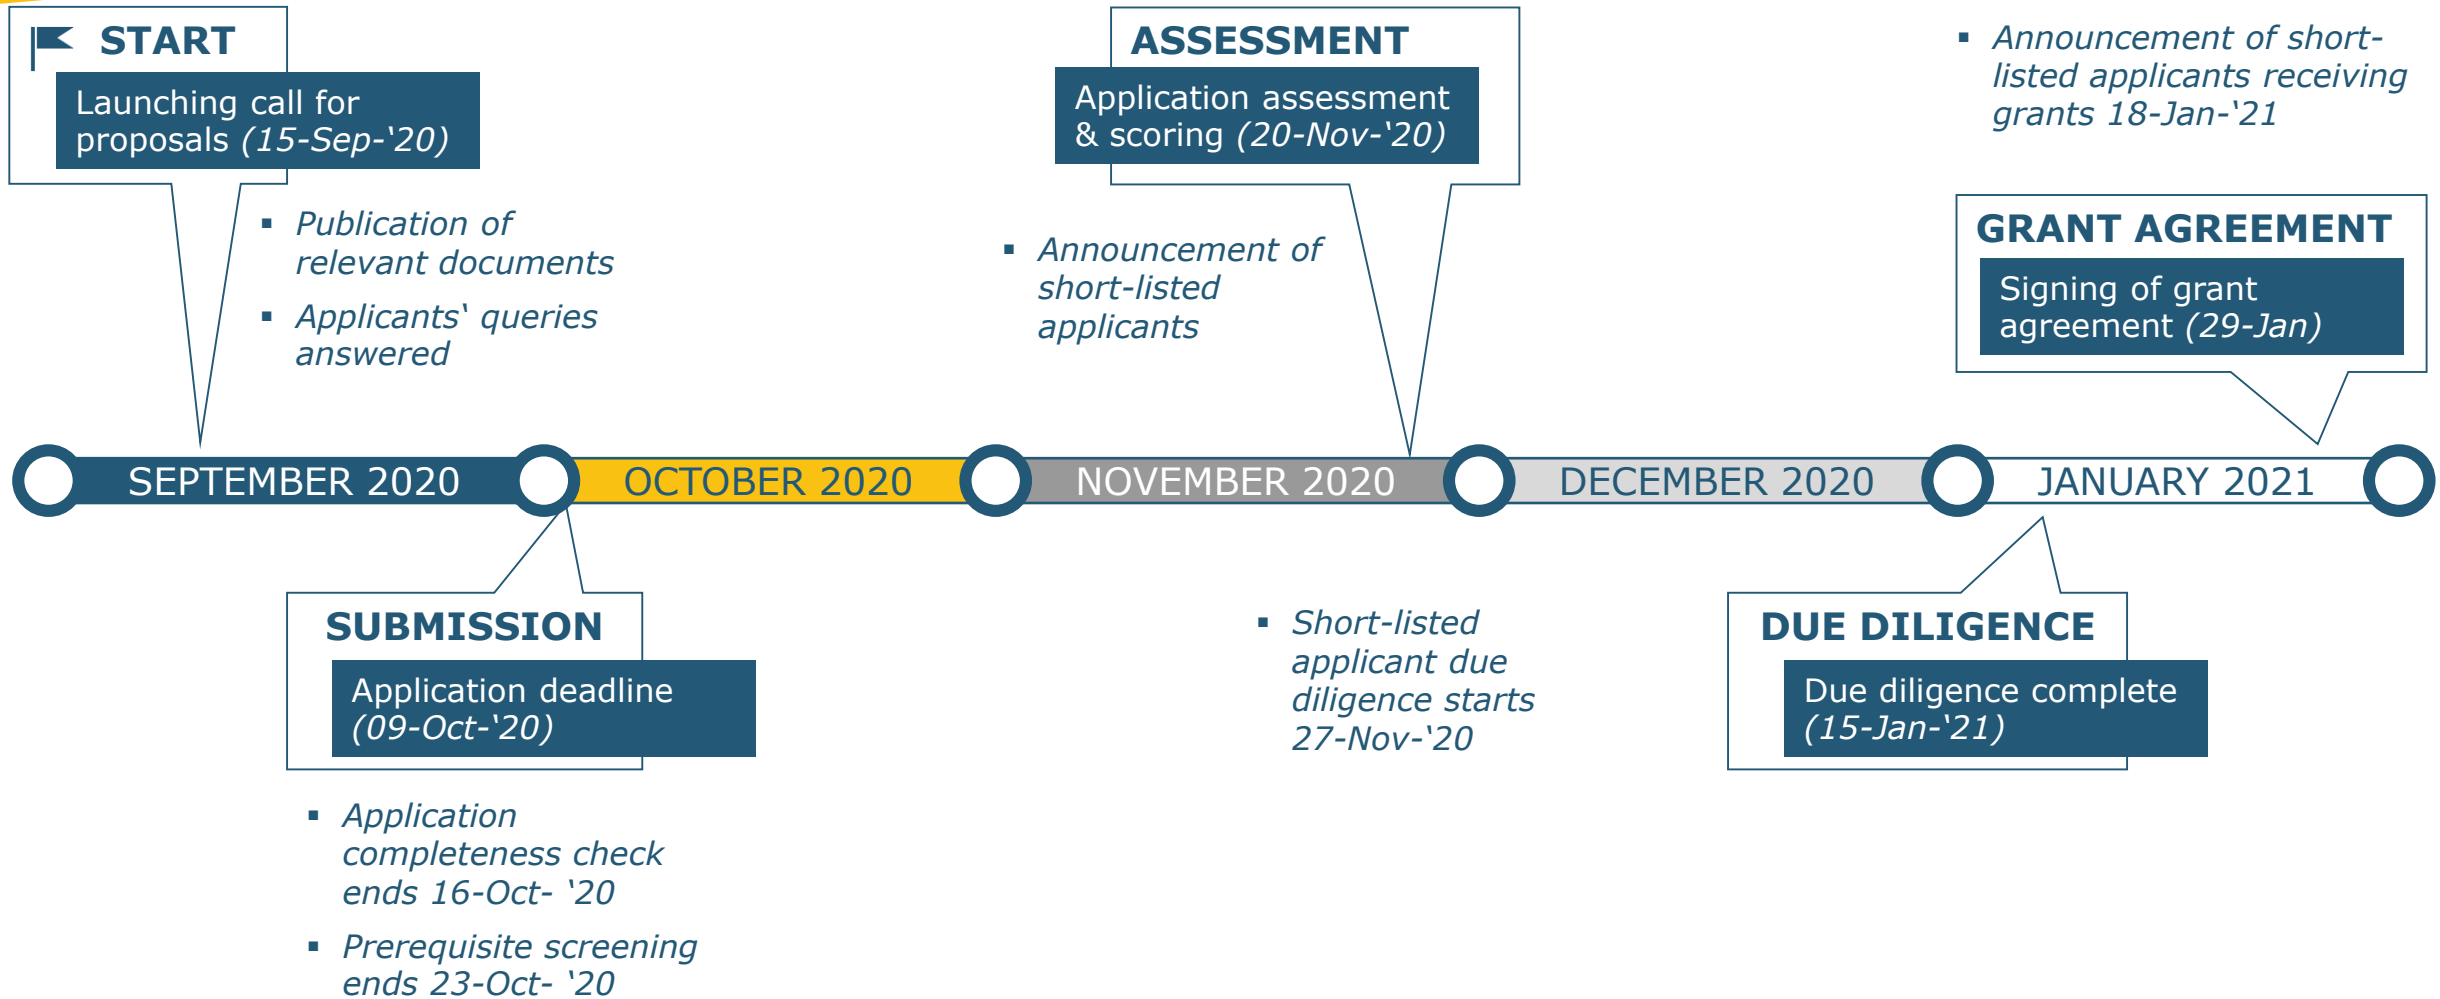 START
Launching call for
proposals (15-Sep-‘20)
▪ Publication of
relevant documents
▪ Applicants‘ queries
answered
ASSESSMENT
Application assessment
& scoring (20-Nov-‘20)
▪ Announcement of
short-listed
applicants
▪ Announcement of short-
listed applicants receiving
grants 18-Jan-‘21
GRANT AGREEMENT
Signing of grant
agreement (29-Jan)
SEPTEMBER 2020
OCTOBER 2020
NOVEMBER 2020
DECEMBER 2020
JANUARY 2021
SUBMISSION
Application deadline
(09-Oct-‘20)
▪ Application
completeness check
ends 16-Oct- ‘20
▪ Prerequisite screening
ends 23-Oct- ‘20
▪ Short-listed
applicant due
diligence starts
27-Nov-‘20
DUE DILIGENCE
Due diligence complete
(15-Jan-‘21)